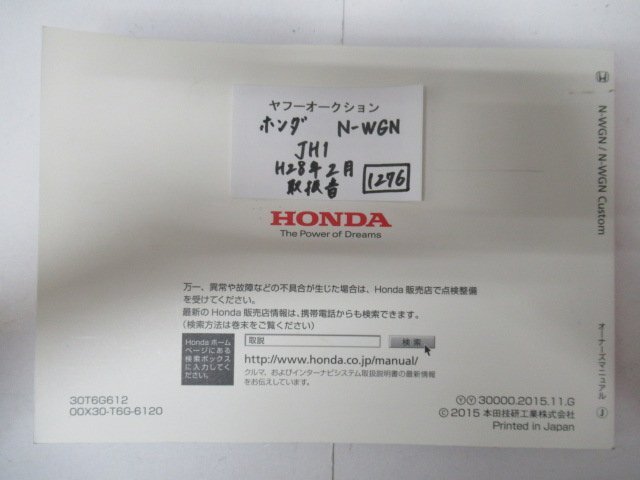 ヤフーオークション
ホンダ N-WGN
JH1
H28年2月
取扱書 1276
HONDA
The Power of Dreams
万一、異常や故障などの不具合が生じた場合は、Honda 販売店で点検整備
を受けてください。
最新の Honda 販売店情報は、携帯電話からも検索できます。
（検索方法は巻末をご覧ください）
Honda ホーム
ページにある
検索ボックス
に入力してく
ださい。
取説 検 索
http://www.honda.co.jp/manual/
クルマ、およびインターナビシステム取扱説明書の最新情報
をお伝えしています。
30T6G612
00X30-T6G-6120
ⓎⓎ 30000.2015.11.G
©2015 本田技研工業株式会社
Printed in Japan
N-WGN / N-WGN Custom
オーナーズマニュアル Ⓙ